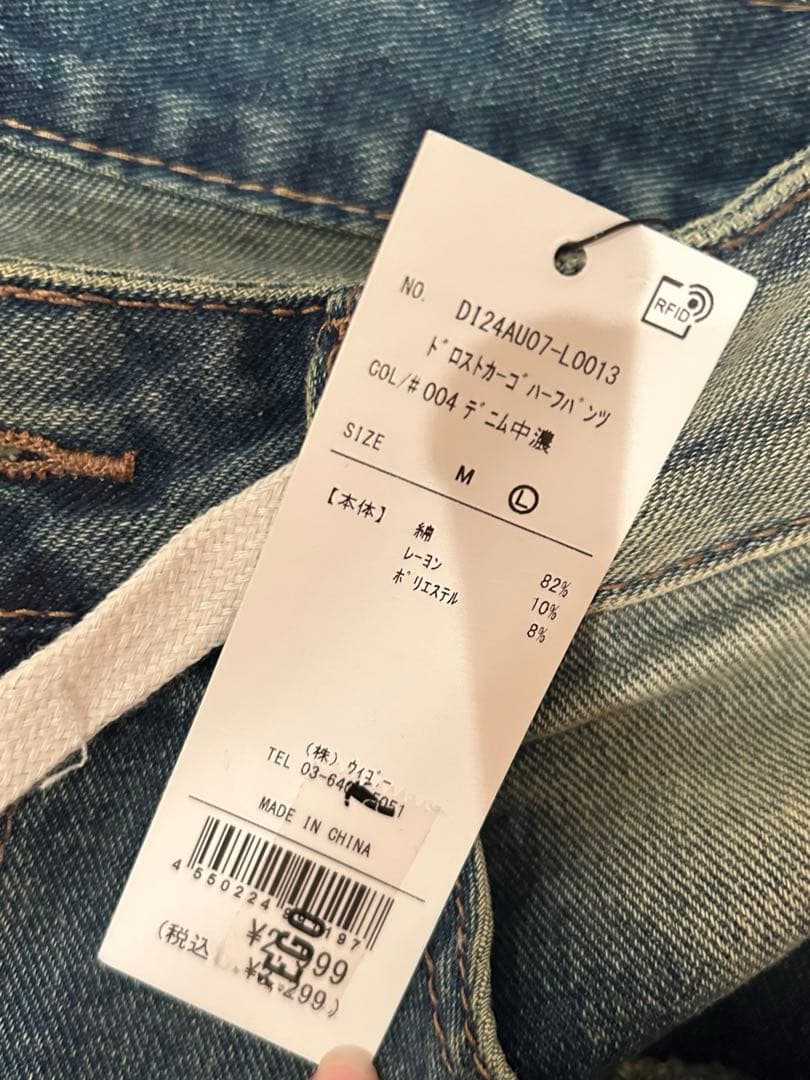 RFID
NO. DI24AU07-L0013
ﾄﾞﾛｽﾄｶｰｺﾞﾊｰﾌﾊﾟﾝﾂ
COL/# 004 ﾃﾞﾆﾑ中濃
SIZE M Ⓛ
【本体】 綿 82%
ﾚｰﾖﾝ 10%
ﾎﾟﾘｴｽﾃﾙ 8%
(株) ｳｲｺﾞｰ
TEL
MADE IN CHINA
(税込